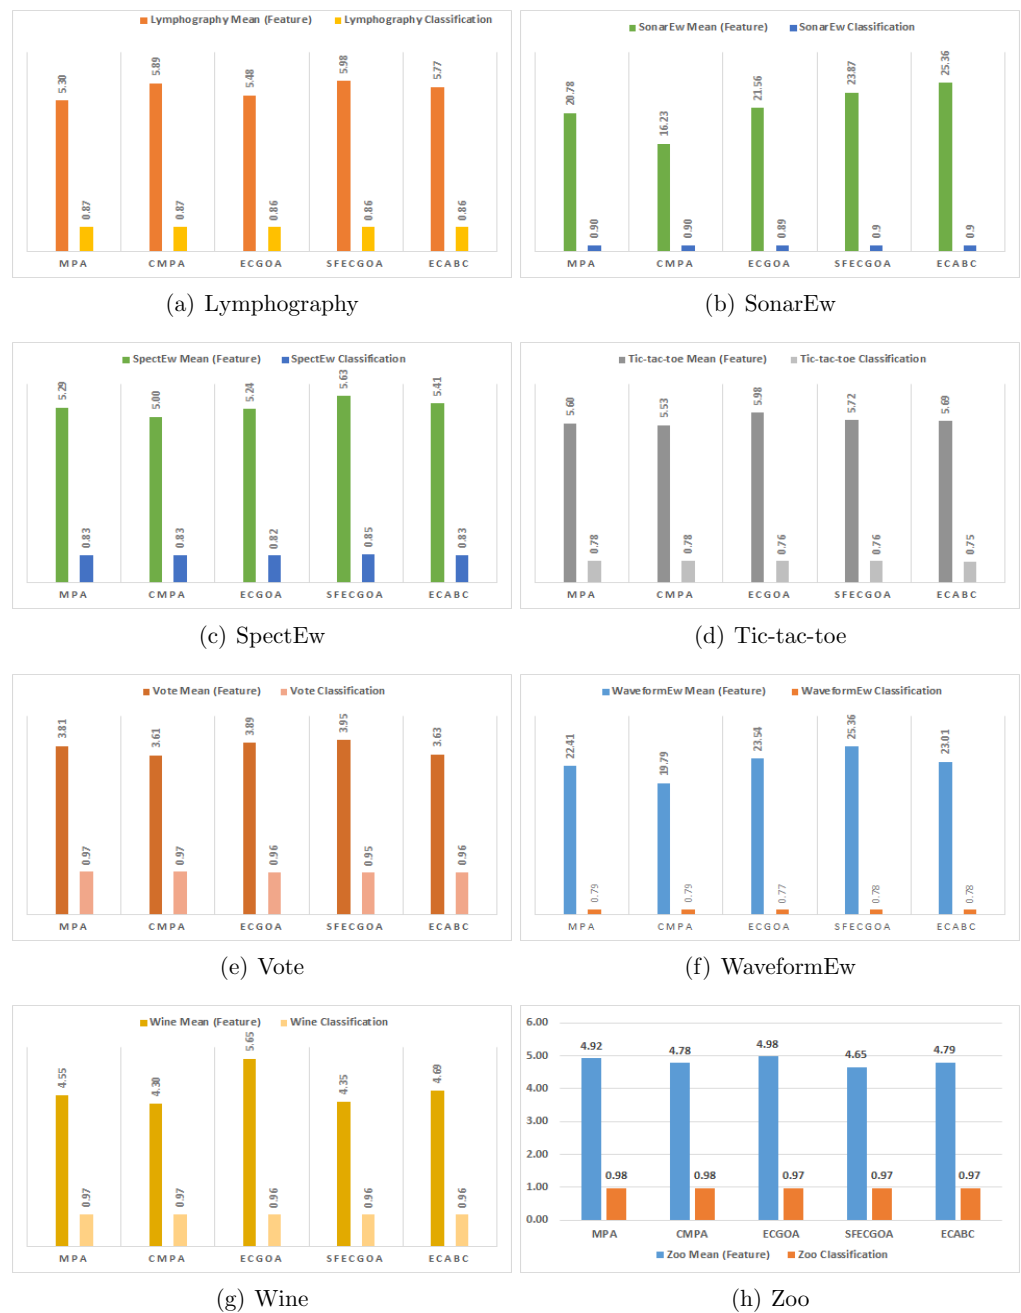 Lymphography Mean (Feature) Lymphography Classification
5.30 0.87 5.89 0.87 5.48 0.86 5.98 0.86 5.77 0.86
MPA CMPA ECGOA SFECGOA ECABC
(a) Lymphography
SonarEw Mean (Feature) SonarEw Classification
20.78 0.90 16.23 0.90 21.56 0.89 23.87 0.9 25.36 0.9
MPA CMPA ECGOA SFECGOA ECABC
(b) SonarEw
SpectEw Mean (Feature) SpectEw Classification
5.29 0.83 5.00 0.83 5.24 0.82 5.63 0.85 5.41 0.83
MPA CMPA ECGOA SFECGOA ECABC
(c) SpectEw
Tic-tac-toe Mean (Feature) Tic-tac-toe Classification
5.60 0.78 5.53 0.78 5.98 0.76 5.72 0.76 5.69 0.75
MPA CMPA ECGOA SFECGOA ECABC
(d) Tic-tac-toe
Vote Mean (Feature) Vote Classification
3.81 0.97 3.61 0.97 3.89 0.96 3.95 0.95 3.63 0.96
MPA CMPA ECGOA SFECGOA ECABC
(e) Vote
WaveformEw Mean (Feature) WaveformEw Classification
22.41 0.79 19.79 0.79 23.54 0.77 25.36 0.78 23.01 0.78
MPA CMPA ECGOA SFECGOA ECABC
(f) WaveformEw
Wine Mean (Feature) Wine Classification
4.55 0.97 4.30 0.97 5.65 0.96 4.35 0.96 4.69 0.96
MPA CMPA ECGOA SFECGOA ECABC
(g) Wine
6.00
5.00
4.00
3.00
2.00
1.00
0.00
4.92 0.98 4.78 0.98 4.98 0.97 4.65 0.97 4.79 0.97
MPA CMPA ECGOA SFECGOA ECABC
Zoo Mean (Feature) Zoo Classification
(h) Zoo